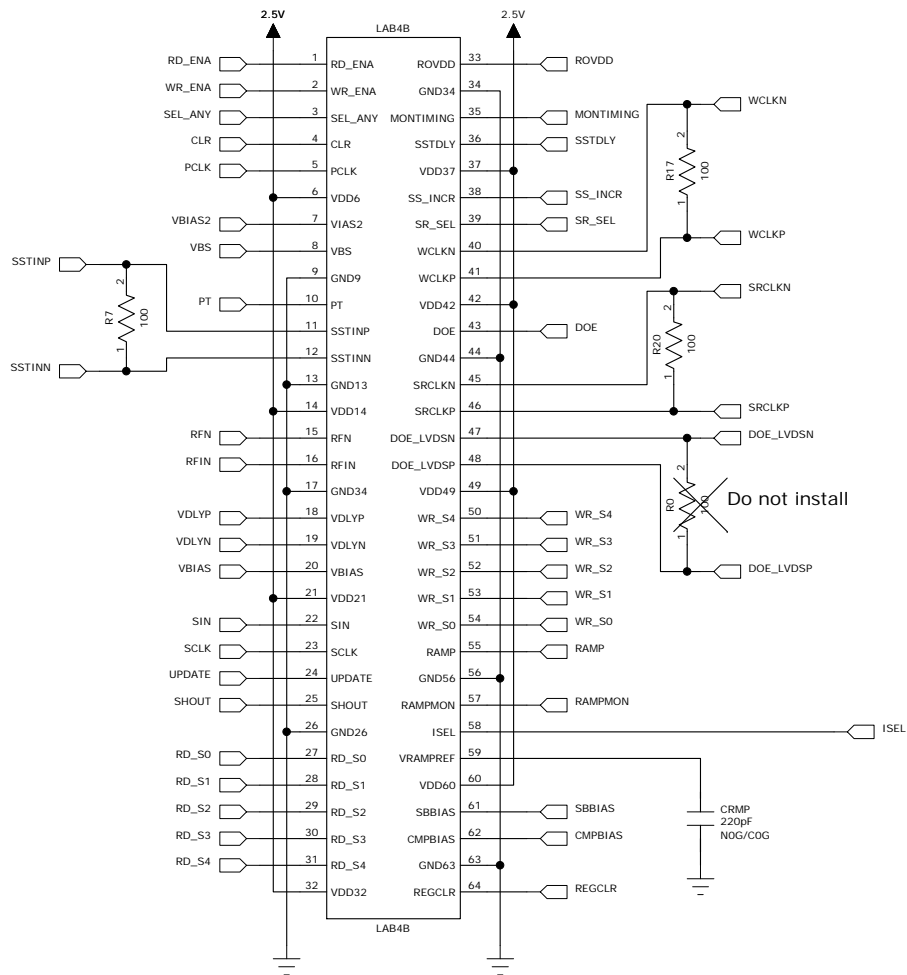 2.5V
2.5V
LAB4B
RD_ENA 1 RD_ENA
WR_ENA 2 WR_ENA
SEL_ANY 3 SEL_ANY
CLR 4 CLR
PCLK 5 PCLK
6 VDD6
VBIAS2 7 VIAS2
VBS 8 VBS
9 GND9
PT 10 PT
SSTINP 11 SSTINP
2
R7
100
1
SSTINN 12 SSTINN
13 GND13
14 VDD14
RFN 15 RFN
RFIN 16 RFIN
17 GND34
VDLYP 18 VDLYP
VDLYN 19 VDLYN
VBIAS 20 VBIAS
21 VDD21
SIN 22 SIN
SCLK 23 SCLK
UPDATE 24 UPDATE
SHOUT 25 SHOUT
26 GND26
RD_S0 27 RD_S0
RD_S1 28 RD_S1
RD_S2 29 RD_S2
RD_S3 30 RD_S3
RD_S4 31 RD_S4
32 VDD32
ROVDD 33 ROVDD
GND34 34
MONTIMING 35 MONTIMING
SSTDLY 36 SSTDLY
VDD37 37
SS_INCR 38 SS_INCR
SR_SEL 39 SR_SEL
WCLKN 40 WCLKN
2
R17
100
1
WCLKP 41 WCLKP
VDD42 42
DOE 43 DOE
GND44 44
SRCLKN 45 SRCLKN
2
R20
100
1
SRCLKP 46 SRCLKP
DOE_LVDSN 47 DOE_LVDSN
2
R0
100
1
Do not install
DOE_LVDSP 48 DOE_LVDSP
VDD49 49
WR_S4 50 WR_S4
WR_S3 51 WR_S3
WR_S2 52 WR_S2
WR_S1 53 WR_S1
WR_S0 54 WR_S0
RAMP 55 RAMP
GND56 56
RAMPMON 57 RAMPMON
ISEL 58 ISEL
VRAMPREF 59
CRMP
220pF
N0G/C0G
VDD60 60
SBBIAS 61 SBBIAS
CMPBIAS 62 CMPBIAS
GND63 63
REGCLR 64 REGCLR
LAB4B